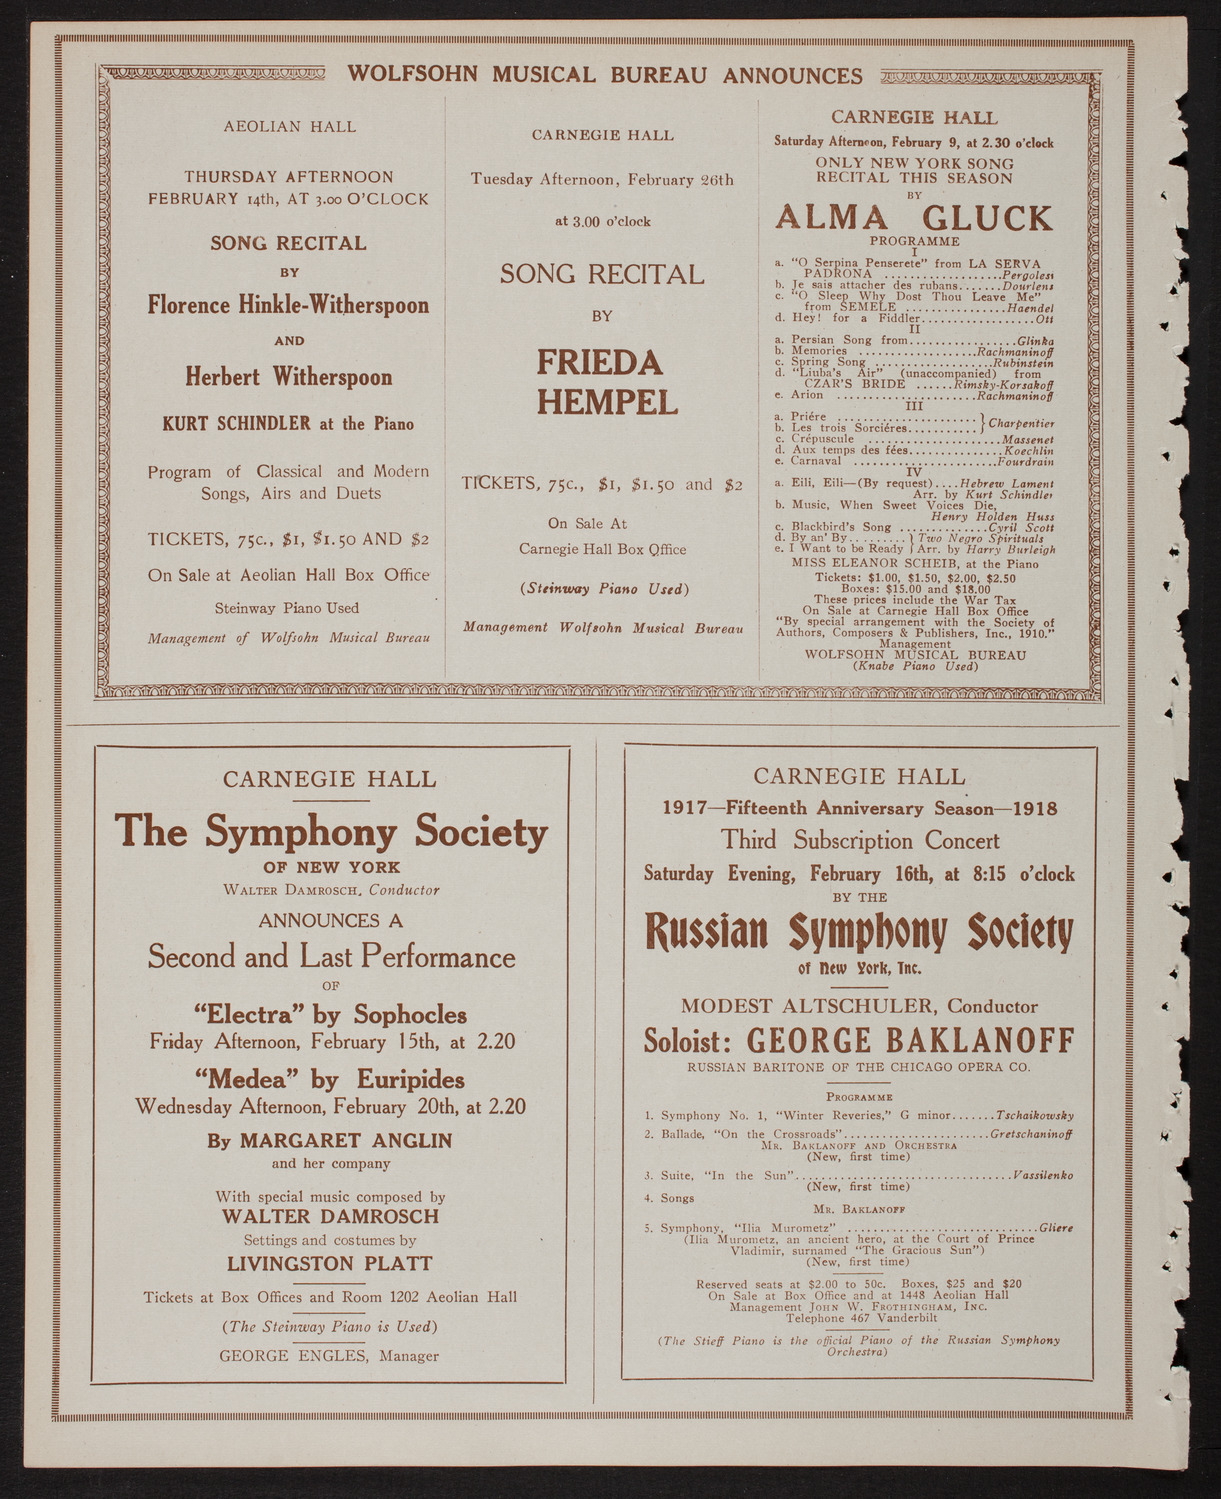 WOLFSOHN MUSICAL BUREAU ANNOUNCES
AEOLIAN HALL
THURSDAY AFTERNOON
FEBRUARY 14th, AT 3.00 O'CLOCK
SONG RECITAL
BY
Florence Hinkle-Witherspoon
AND
Herbert Witherspoon
KURT SCHINDLER at the Piano
Program of Classical and Modern
Songs, Airs and Duets
TICKETS, 75c., $1, $1.50 AND $2
On Sale at Aeolian Hall Box Office
Steinway Piano Used
Management of Wolfsohn Musical Bureau
CARNEGIE HALL
Tuesday Afternoon, February 26th
at 3.00 o'clock
SONG RECITAL
BY
FRIEDA
HEMPEL
TICKETS, 75c., $1, $1.50 and $2
On Sale At
Carnegie Hall Box Office
(Steinway Piano Used)
Management Wolfsohn Musical Bureau
CARNEGIE HALL
Saturday Afternoon, February 9, at 2.30 o'clock
ONLY NEW YORK SONG
RECITAL THIS SEASON
BY
ALMA GLUCK
PROGRAMME
I
a. "O Serpina Penserete" from LA SERVA
PADRONA ..................Pergolesi
b. Je sais attacher des rubans.......Dourlens
c. "O Sleep Why Dost Thou Leave Me"
from SEMELE ................Haendel
d. Hey! for a Fiddler..................Ott
II
a. Persian Song from.................Glinka
b. Memories ..................Rachmaninoff
c. Spring Song ...................Rubinstein
d. "Liuba's Air" (unaccompanied) from
CZAR'S BRIDE ......Rimsky-Korsakoff
e. Arion ......................Rachmaninoff
III
a. Priére ...................... } Charpentier
b. Les trois Sorciéres...........
c. Crépuscule .....................Massenet
d. Aux temps des fées...............Koechlin
e. Carnaval .......................Fourdrain
IV
a. Eili, Eili—(By request)....Hebrew Lament
Arr. by Kurt Schindler
b. Music, When Sweet Voices Die,
Henry Holden Huss
c. Blackbird's Song ..............Cyril Scott
d. By an' By.........} Two Negro Spirituals
e. I Want to be Ready } Arr. by Harry Burleigh
MISS ELEANOR SCHEIB, at the Piano
Tickets: $1.00, $1.50, $2.00, $2.50
Boxes: $15.00 and $18.00
These prices include the War Tax
On Sale at Carnegie Hall Box Office
"By special arrangement with the Society of
Authors, Composers & Publishers, Inc., 1910."
Management
WOLFSOHN MUSICAL BUREAU
(Knabe Piano Used)
CARNEGIE HALL
The Symphony Society
OF NEW YORK
WALTER DAMROSCH, Conductor
ANNOUNCES A
Second and Last Performance
OF
"Electra" by Sophocles
Friday Afternoon, February 15th, at 2.20
"Medea" by Euripides
Wednesday Afternoon, February 20th, at 2.20
By MARGARET ANGLIN
and her company
With special music composed by
WALTER DAMROSCH
Settings and costumes by
LIVINGSTON PLATT
Tickets at Box Offices and Room 1202 Aeolian Hall
(The Steinway Piano is Used)
GEORGE ENGLES, Manager
CARNEGIE HALL
1917—Fifteenth Anniversary Season—1918
Third Subscription Concert
Saturday Evening, February 16th, at 8:15 o'clock
BY THE
Russian Symphony Society
of New York, Inc.
MODEST ALTSCHULER, Conductor
Soloist: GEORGE BAKLANOFF
RUSSIAN BARITONE OF THE CHICAGO OPERA CO.
PROGRAMME
1. Symphony No. 1, "Winter Reveries," G minor.......Tschaikowsky
2. Ballade, "On the Crossroads"......................Gretschaninoff
MR. BAKLANOFF AND ORCHESTRA
(New, first time)
3. Suite, "In the Sun".................................Vassilenko
(New, first time)
4. Songs
MR. BAKLANOFF
5. Symphony, "Ilia Murometz" .............................Gliere
(Ilia Murometz, an ancient hero, at the Court of Prince
Vladimir, surnamed "The Gracious Sun")
(New, first time)
Reserved seats at $2.00 to 50c. Boxes, $25 and $20
On Sale at Box Office and at 1448 Aeolian Hall
Management JOHN W. FROTHINGHAM, INC.
Telephone 467 Vanderbilt
(The Stieff Piano is the official Piano of the Russian Symphony
Orchestra)